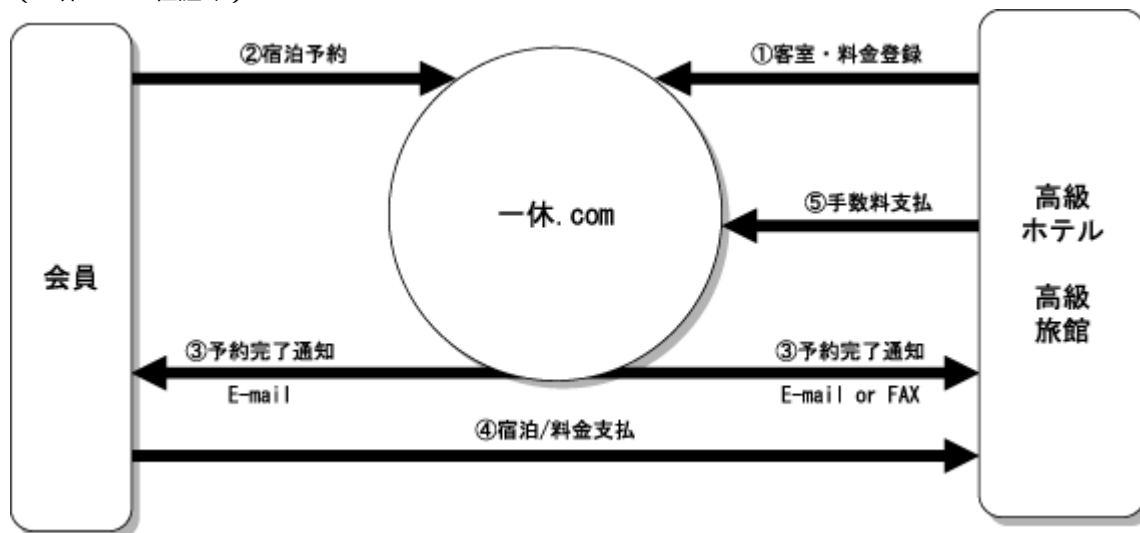 ②宿泊予約
①客室・料金登録
一休.com
⑤手数料支払
高級
ホテル
高級
旅館
会員
③予約完了通知
E-mail
③予約完了通知
E-mail or FAX
④宿泊/料金支払